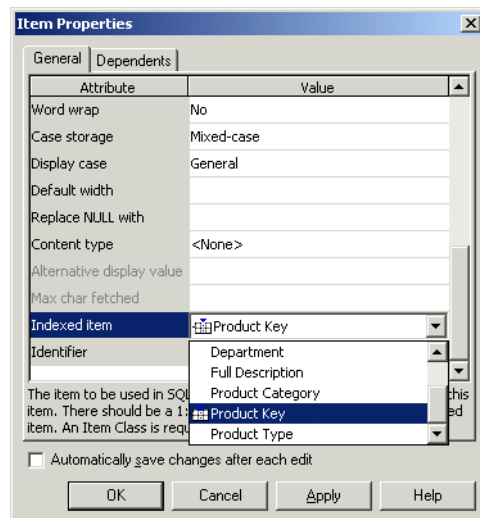 Item Properties
General Dependents
Attribute Value
Word wrap No
Case storage Mixed-case
Display case General
Default width
Replace NULL with
Content type <None>
Alternative display value
Max char fetched
Indexed item Product Key
Identifier
Department
Full Description
Product Category
Product Key
Product Type
The item to be used in SQL this
item. There should be a 1: ed
item. An Item Class is requ
Automatically save changes after each edit
OK Cancel Apply Help